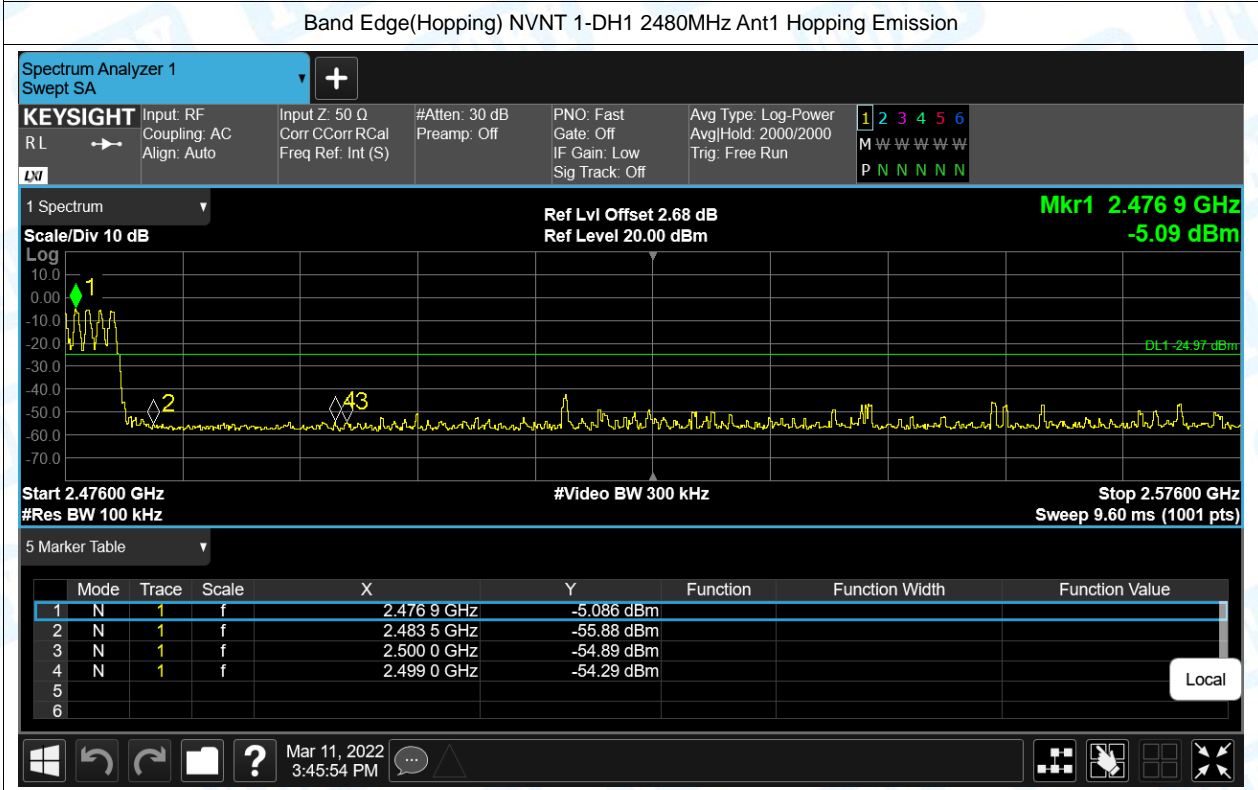 Band Edge(Hopping) NVNT 1-DH1 2480MHz Ant1 Hopping Emission
Spectrum Analyzer 1
Swept SA
KEYSIGHT
R L
LXI
Input: RF
Coupling: AC
Align: Auto
Input Z: 50 Ω
Corr CCorr RCal
Freq Ref: Int (S)
#Atten: 30 dB
Preamp: Off
PNO: Fast
Gate: Off
IF Gain: Low
Sig Track: Off
Avg Type: Log-Power
Avg|Hold: 2000/2000
Trig: Free Run
1 2 3 4 5 6
M W W W W W
P N N N N N
1 Spectrum
Scale/Div 10 dB
Ref Lvl Offset 2.68 dB
Ref Level 20.00 dBm
Mkr1 2.476 9 GHz
-5.09 dBm
Log
10.0
0.00
-10.0
-20.0
-30.0
-40.0
-50.0
-60.0
-70.0
1
2
43
DL1 -24.97 dBm
Start 2.47600 GHz
#Video BW 300 kHz
Stop 2.57600 GHz
#Res BW 100 kHz
Sweep 9.60 ms (1001 pts)
5 Marker Table
Mode Trace Scale X Y Function Function Width Function Value
1 N 1 f 2.476 9 GHz -5.086 dBm
2 N 1 f 2.483 5 GHz -55.88 dBm
3 N 1 f 2.500 0 GHz -54.89 dBm
4 N 1 f 2.499 0 GHz -54.29 dBm
5
6
Local
?
Mar 11, 2022
3:45:54 PM